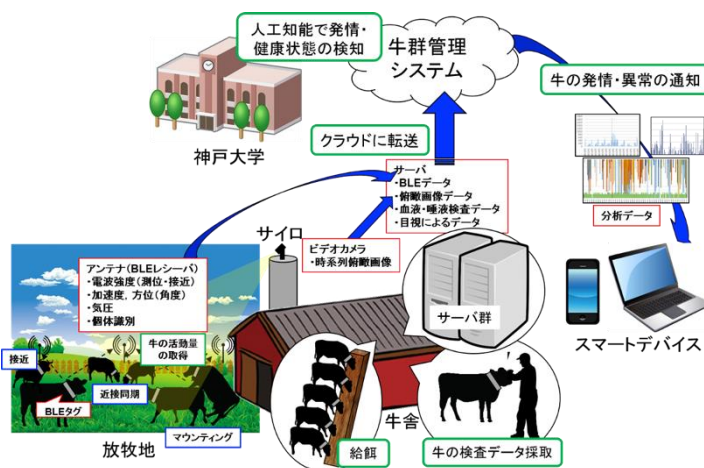 人工知能で発情・
健康状態の検知
牛群管理
システム
牛の発情・異常の通知
神戸大学
クラウドに転送
サーバ
・BLEデータ
・俯瞰画像データ
・血液・唾液検査データ
・目視によるデータ
分析データ
サイロ
ビデオカメラ
・時系列俯瞰画像
アンテナ(BLEレシーバ)
・電波強度(測位・接近)
・加速度,方位(角度)
・気圧
・個体識別
サーバ群
スマートデバイス
牛の活動量
の取得
接近
近接同期
BLEタグ
マウンティング
放牧地
牛舎
給餌
牛の検査データ採取